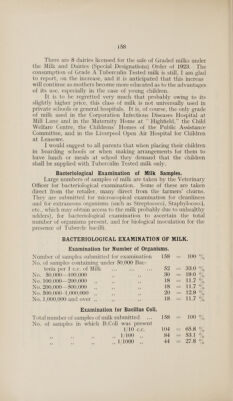 158
There are 8 dairies licensed for the sale of Graded milks under
the Milk and Dairies (Special Designations) Order of 1923. The
consumption of Grade A Tuberculin Tested milk is still, I am glad
to report, on the increase, and it is anticipated that this increase
will continue as mothers become more educated as to the advantages
of its use, especially in the case of young children.
It is to be regretted very much that probably owing to its
slightly higher price, this class of milk is not universally used in
private schools or general hospitals. It is, of course, the only grade
of milk used in the Corporation Infectious Diseases Hospital at
Mill Lane and in the Maternity Home at "Highfield," the Child
Welfare Centre, the Childrens' Homes of the Public Assistance
Committee, and in the Liverpool Open Air Hospital for Children
at Leasowe.
I would suggest to all parents that when placing their children
in boarding schools or when making arrangements for them to
have lunch or meals at school they demand that the children
shall be supplied with Tuberculin Tested milk only.
Bacteriological Examination of Milk Samples.
Large numbers of samples of milk are taken by the Veterinary
Officer for bacteriological examination. Some of these are taken
direct from the retailer, many direct from the farmers' churns.
They are submitted for microscopical examination for cleanliness
and for extraneous organisms (such as Streptococci, Staphylococci,
etc., which may obtain access to the milk probably due to unhealthy
udders), for bacteriological examination to ascertain the total
number of organisms present, and for biological inoculation for the
presence of Tubercle bacilli.
BACTERIOLOGICAL EXAMINATION OF MILK.
Examination for Number of Organisms.
Number of samples submitted for examination 158 = 100 %
No. of samples containing under 50,000 Bac-
teria per 1 c.c. of Milk ... ... ... 52 = 33.0 %
No. 50,000—100,000 " " 30 = 19.0 %
No. 100,000—200,000 " " 18 = 11.7 %
No. 200,000—500,000 " " 18 = 11.7 %
No. 500,000—1,000,000 " " 20 = 12.9 %
No. 1,000,000 and over " " 18 = 11.7 %
Examination for Bacillus Coli.
Total number of samples of milk submitted ... 158 = 100 %
No. of samples in which B.Coli was present
1/10 c.c. 104 = 65.8 %
" " " " 1/100 " 84 = 53.1 %
" " " " 1/1000 " 44 = 27.8 %